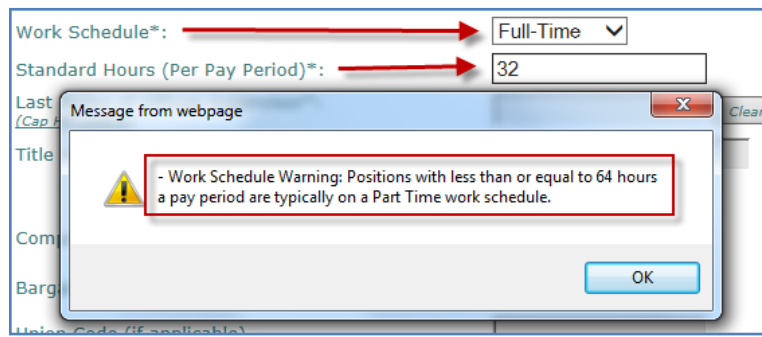 Work Schedule*: Full-Time
Standard Hours (Per Pay Period)*: 32
Last
(Cap
Message from webpage
Clear
Title
- Work Schedule Warning: Positions with less than or equal to 64 hours
a pay period are typically on a Part Time work schedule.
Comp
OK
Barg
Union Code (if applicable)